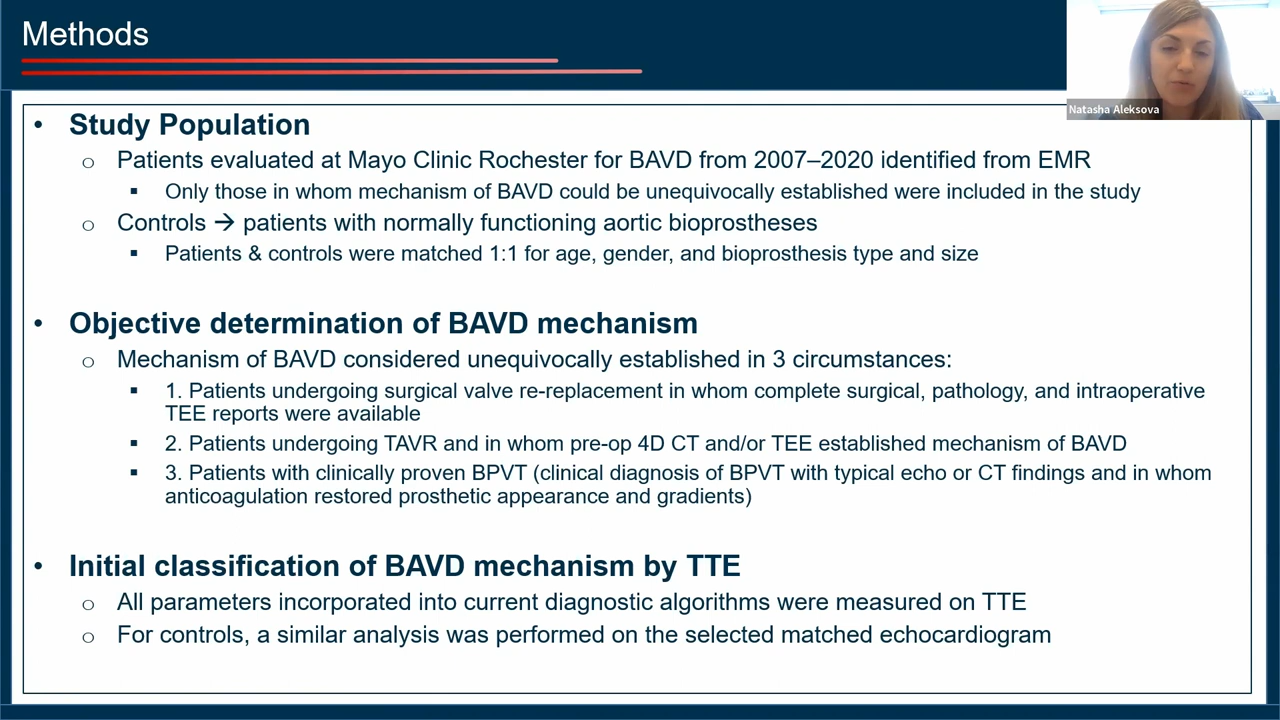 Methods
Natasha Aleksova
• Study Population
o Patients evaluated at Mayo Clinic Rochester for BAVD from 2007–2020 identified from EMR
▪ Only those in whom mechanism of BAVD could be unequivocally established were included in the study
o Controls → patients with normally functioning aortic bioprostheses
▪ Patients & controls were matched 1:1 for age, gender, and bioprosthesis type and size
• Objective determination of BAVD mechanism
o Mechanism of BAVD considered unequivocally established in 3 circumstances:
▪ 1. Patients undergoing surgical valve re-replacement in whom complete surgical, pathology, and intraoperative
TEE reports were available
▪ 2. Patients undergoing TAVR and in whom pre-op 4D CT and/or TEE established mechanism of BAVD
▪ 3. Patients with clinically proven BPVT (clinical diagnosis of BPVT with typical echo or CT findings and in whom
anticoagulation restored prosthetic appearance and gradients)
• Initial classification of BAVD mechanism by TTE
o All parameters incorporated into current diagnostic algorithms were measured on TTE
o For controls, a similar analysis was performed on the selected matched echocardiogram